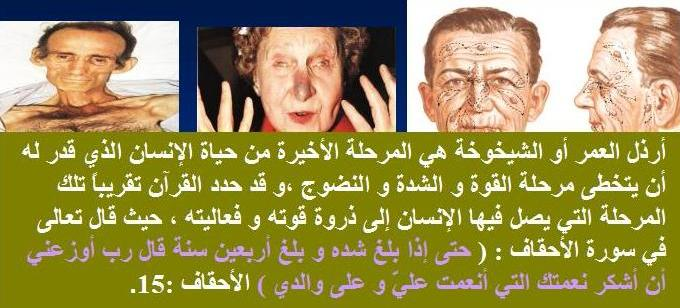 أرذل العمر أو الشيخوخة هي المرحلة الأخيرة من حياة الإنسان الذي قدر له
أن يتخطى مرحلة القوة و الشدة و النضوج ،و قد حدد القرآن تقريباً تلك
المرحلة التي يصل فيها الإنسان إلى ذروة قوته و فعاليته ، حيث قال تعالى
في سورة الأحقاف : ( حتى إذا بلغ شده و بلغ أربعين سنة قال رب أوزعني
أن أشكر نعمتك التي أنعمت عليّ و على والدي ) الأحقاف :15.